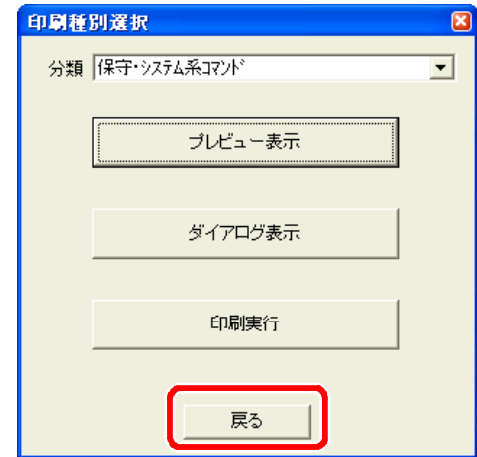 印刷種別選択
分類 保守･システム系ｺﾏﾝﾄﾞ
プレビュー表示
ダイアログ表示
印刷実行
戻る